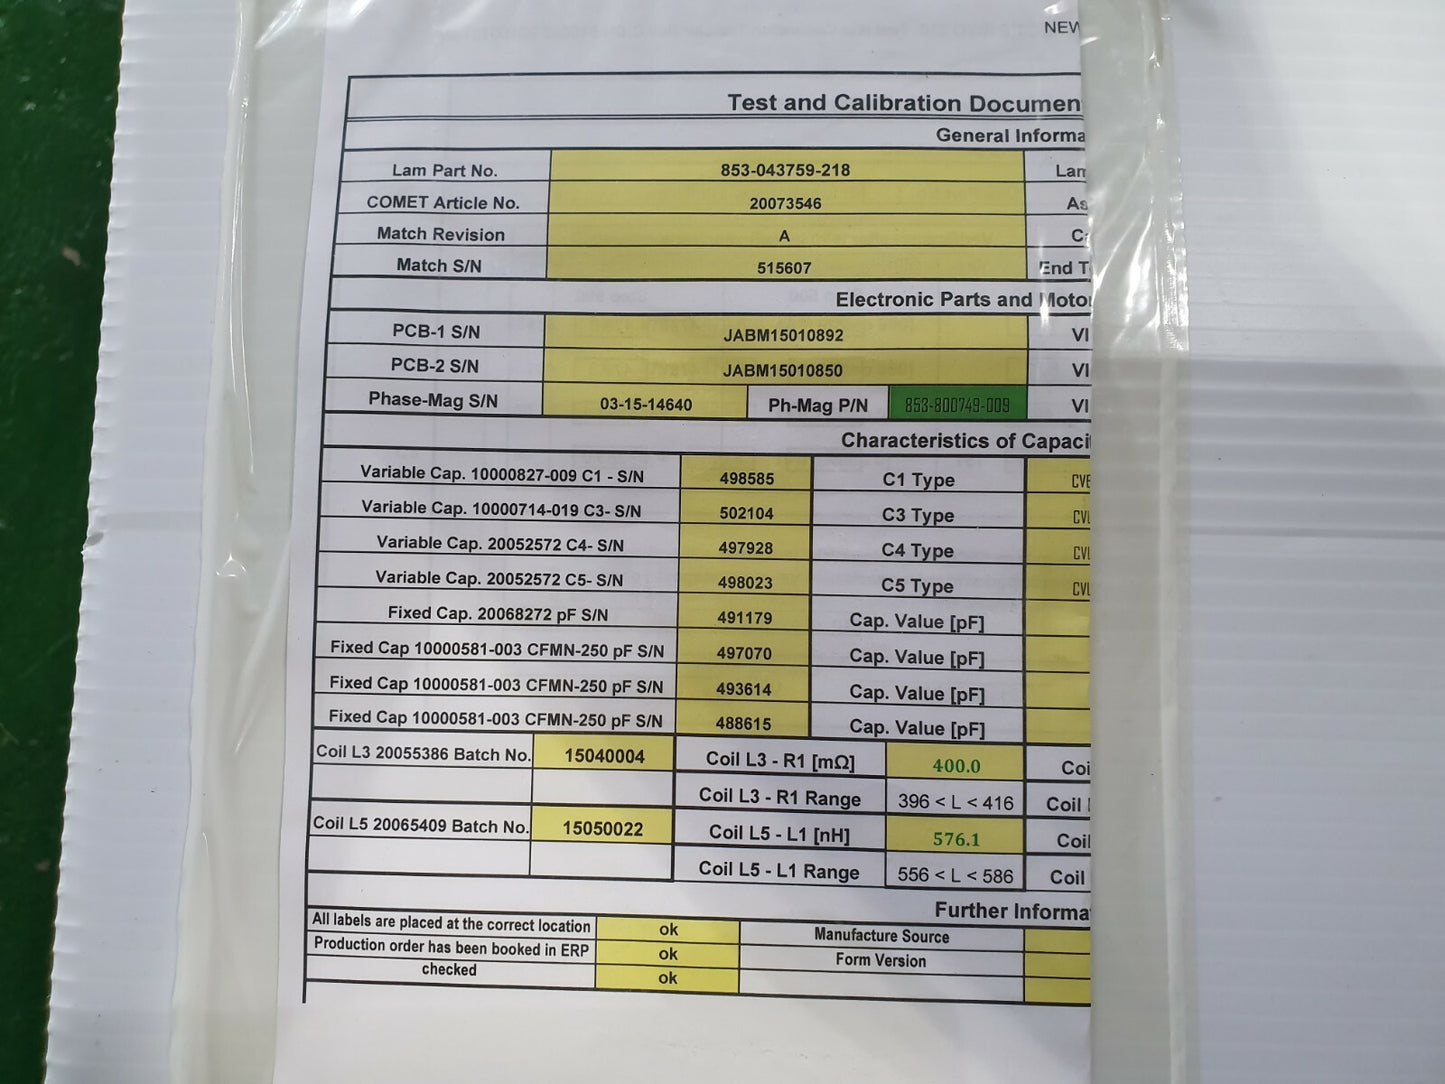 NEW
Test and Calibration Documen
General Informa
Lam Part No. 853-043759-218 Lam
COMET Article No. 20073546 As
Match Revision A C
Match S/N 515607 End T
Electronic Parts and Motor
PCB-1 S/N JABM15010892 VI
PCB-2 S/N JABM15010850 VI
Phase-Mag S/N 03-15-14640 Ph-Mag P/N 853-800749-009 VI
Characteristics of Capaci
Variable Cap. 10000827-009 C1 - S/N 498585 C1 Type
Variable Cap. 10000714-019 C3- S/N 502104 C3 Type
Variable Cap. 20052572 C4- S/N 497928 C4 Type
Variable Cap. 20052572 C5- S/N 498023 C5 Type
Fixed Cap. 20068272 pF S/N 491179 Cap. Value [pF]
Fixed Cap 10000581-003 CFMN-250 pF S/N 497070 Cap. Value [pF]
Fixed Cap 10000581-003 CFMN-250 pF S/N 493614 Cap. Value [pF]
Fixed Cap 10000581-003 CFMN-250 pF S/N 488615 Cap. Value [pF]
Coil L3 20055386 Batch No. 15040004 Coil L3 - R1 [mΩ] 400.0 Coi
Coil L3 - R1 Range 396 < L < 416 Coil
Coil L5 20065409 Batch No. 15050022 Coil L5 - L1 [nH] 576.1 Coil
Coil L5 - L1 Range 556 < L < 586 Coil
Further Informa
All labels are placed at the correct location ok Manufacture Source
Production order has been booked in ERP ok Form Version
checked ok